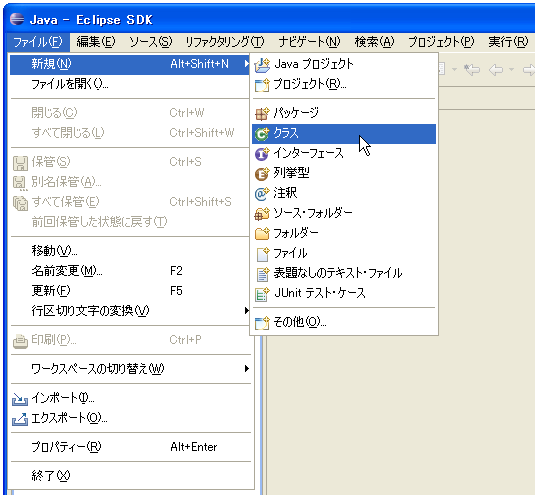 Java - Eclipse SDK
ファイル(F) 編集(E) ソース(S) リファクタリング(T) ナビゲート(N) 検索(A) プロジェクト(P) 実行(R)
新規(N) Alt+Shift+N
ファイルを開く(.)...
閉じる(C) Ctrl+W
すべて閉じる(L) Ctrl+Shift+W
保管(S) Ctrl+S
別名保管(A)...
すべて保管(E) Ctrl+Shift+S
前回保管した状態に戻す(T)
移動(V)...
名前変更(M)... F2
更新(F) F5
行区切り文字の変換(V)
印刷(P)... Ctrl+P
ワークスペースの切り替え(W)
インポート(I)...
エクスポート(O)...
プロパティー(R) Alt+Enter
終了(X)
Java プロジェクト
プロジェクト(R)...
パッケージ
クラス
インターフェース
列挙型
注釈
ソース・フォルダー
フォルダー
ファイル
表題なしのテキスト・ファイル
JUnit テスト・ケース
その他(O)...